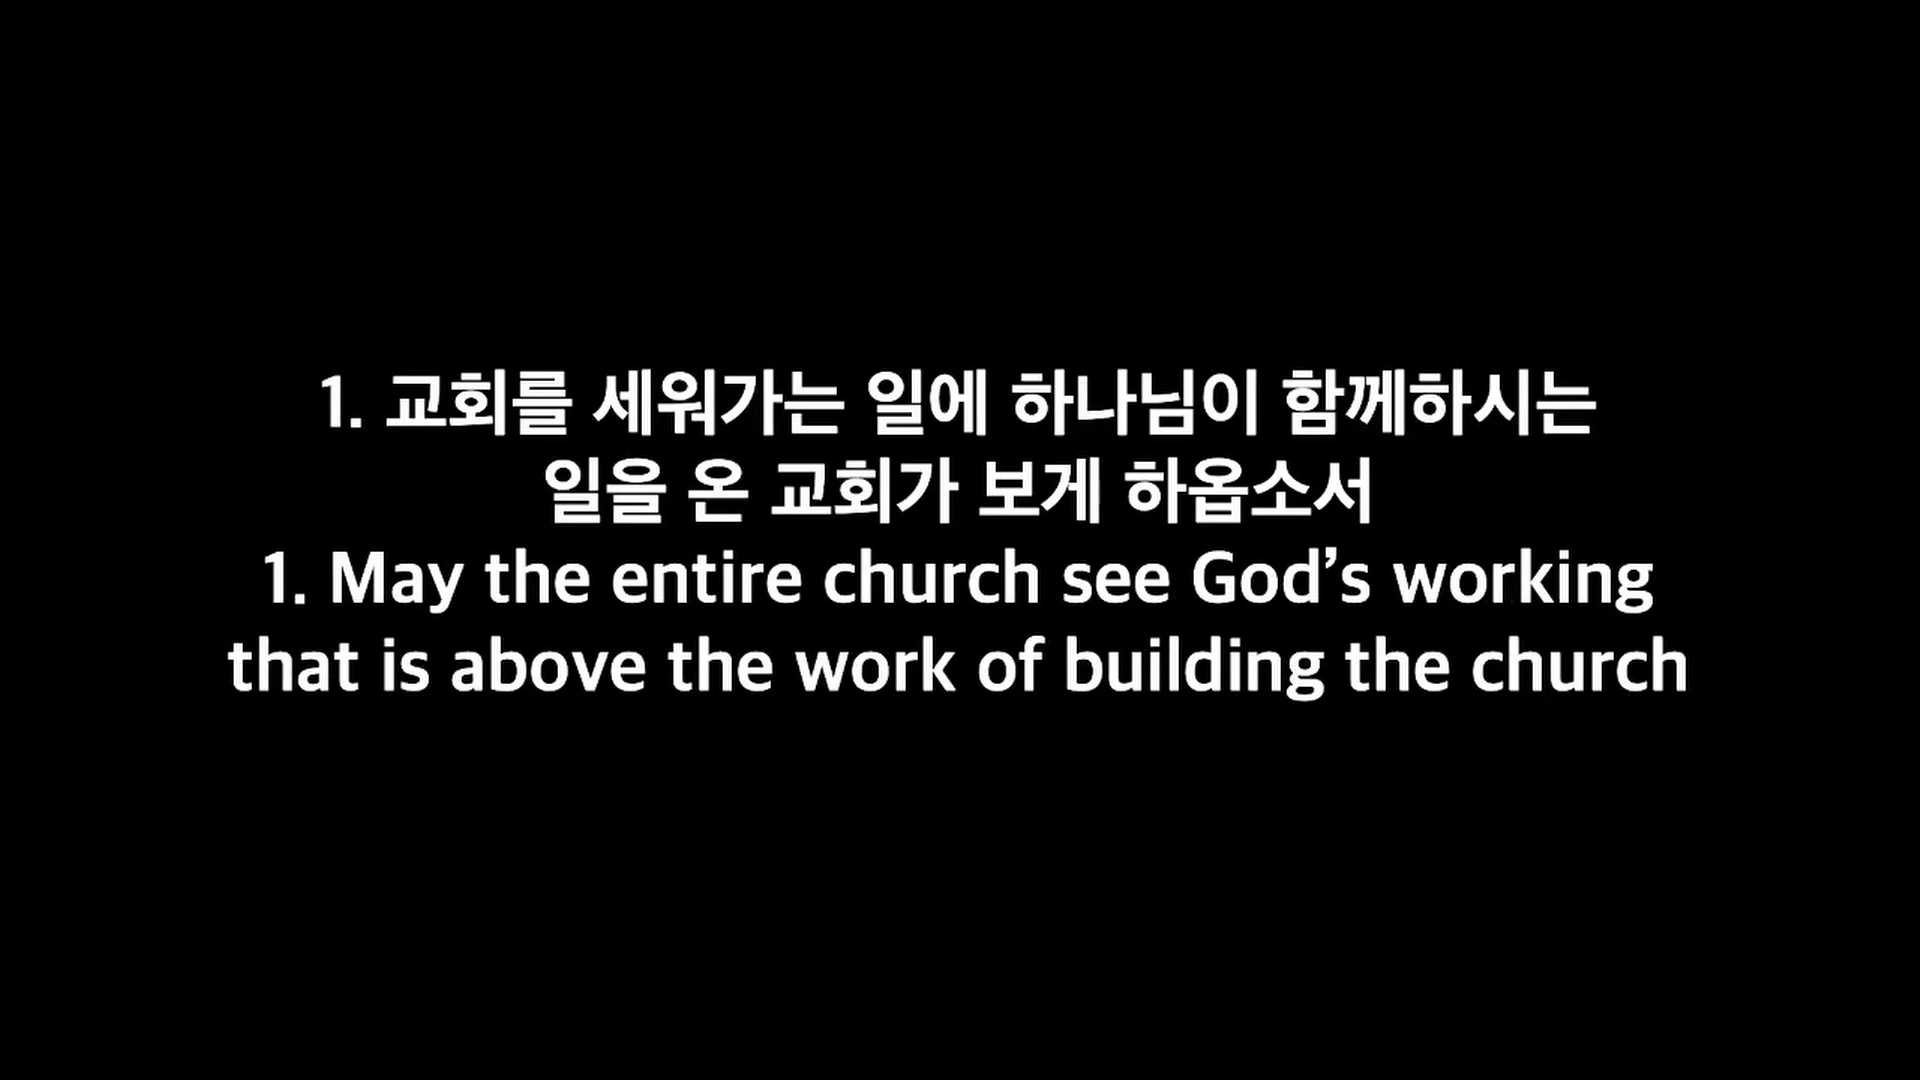 1. 교회를 세워가는 일에 하나님이 함께하시는
일을 온 교회가 보게 하옵소서
1. May the entire church see God’s working
that is above the work of building the church